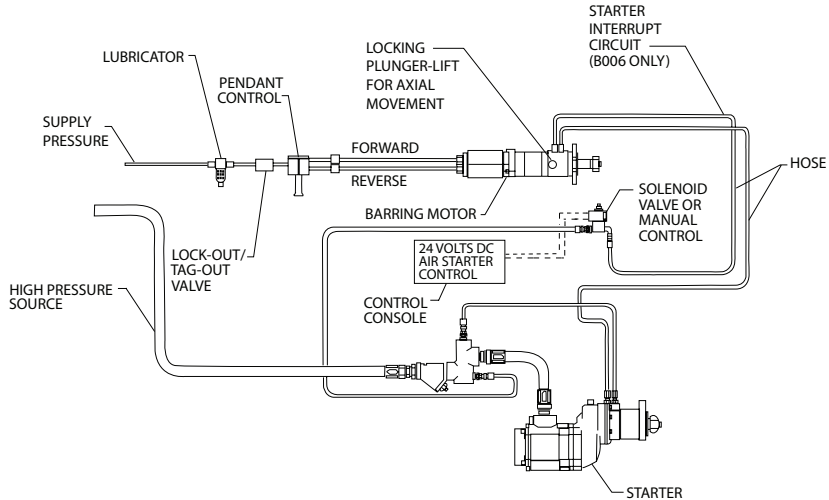 STARTER
INTERRUPT
CIRCUIT
(B006 ONLY)
LOCKING
PLUNGER-LIFT
FOR AXIAL
MOVEMENT
LUBRICATOR
PENDANT
CONTROL
SUPPLY
PRESSURE
FORWARD
REVERSE
HOSE
BARRING MOTOR
SOLENOID
VALVE OR
MANUAL
CONTROL
LOCK-OUT/
TAG-OUT
VALVE
24 VOLTS DC
AIR STARTER
CONTROL
HIGH PRESSURE
SOURCE
CONTROL
CONSOLE
STARTER